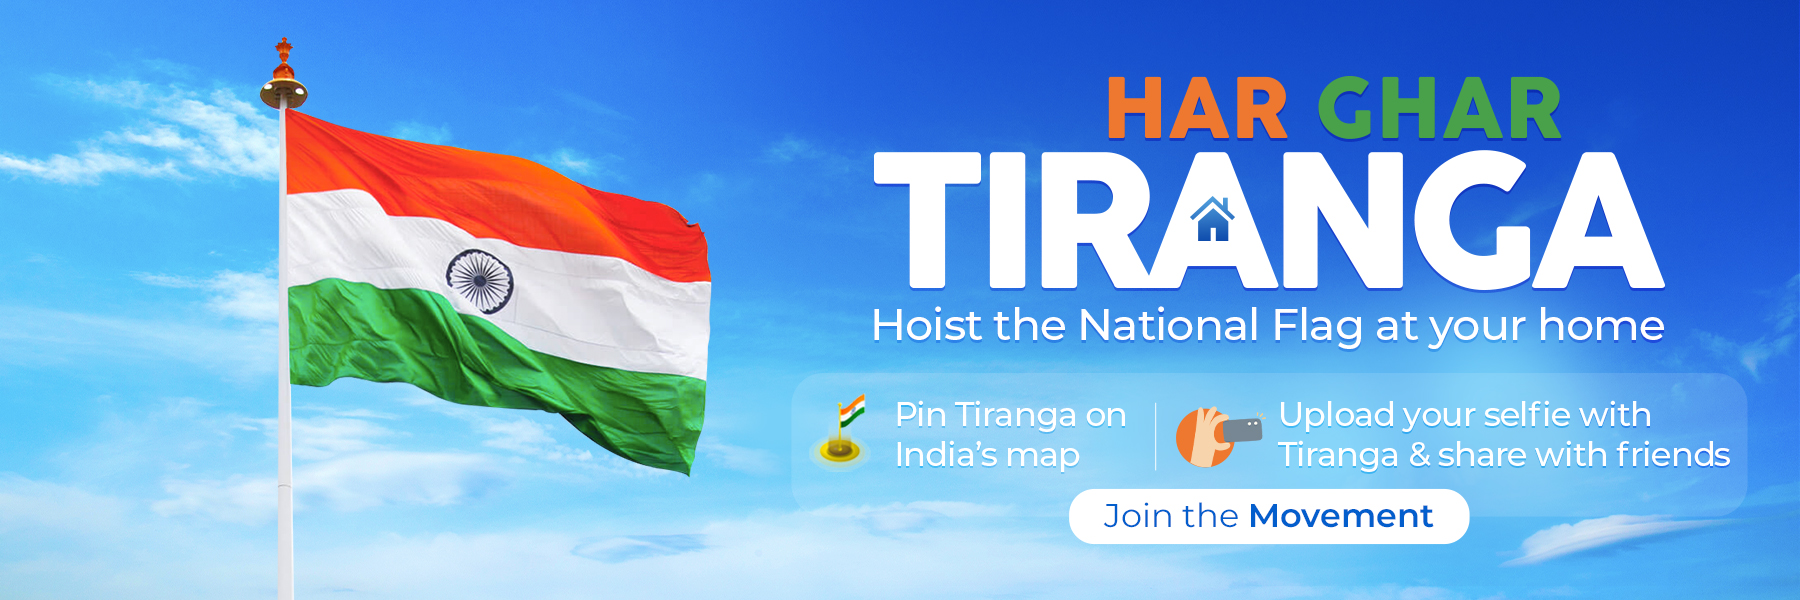 HAR GHAR
TIRANGA
Hoist the National Flag at your home
Pin Tiranga on
India's map
Upload your selfie with
Tiranga & share with friends
Join the Movement